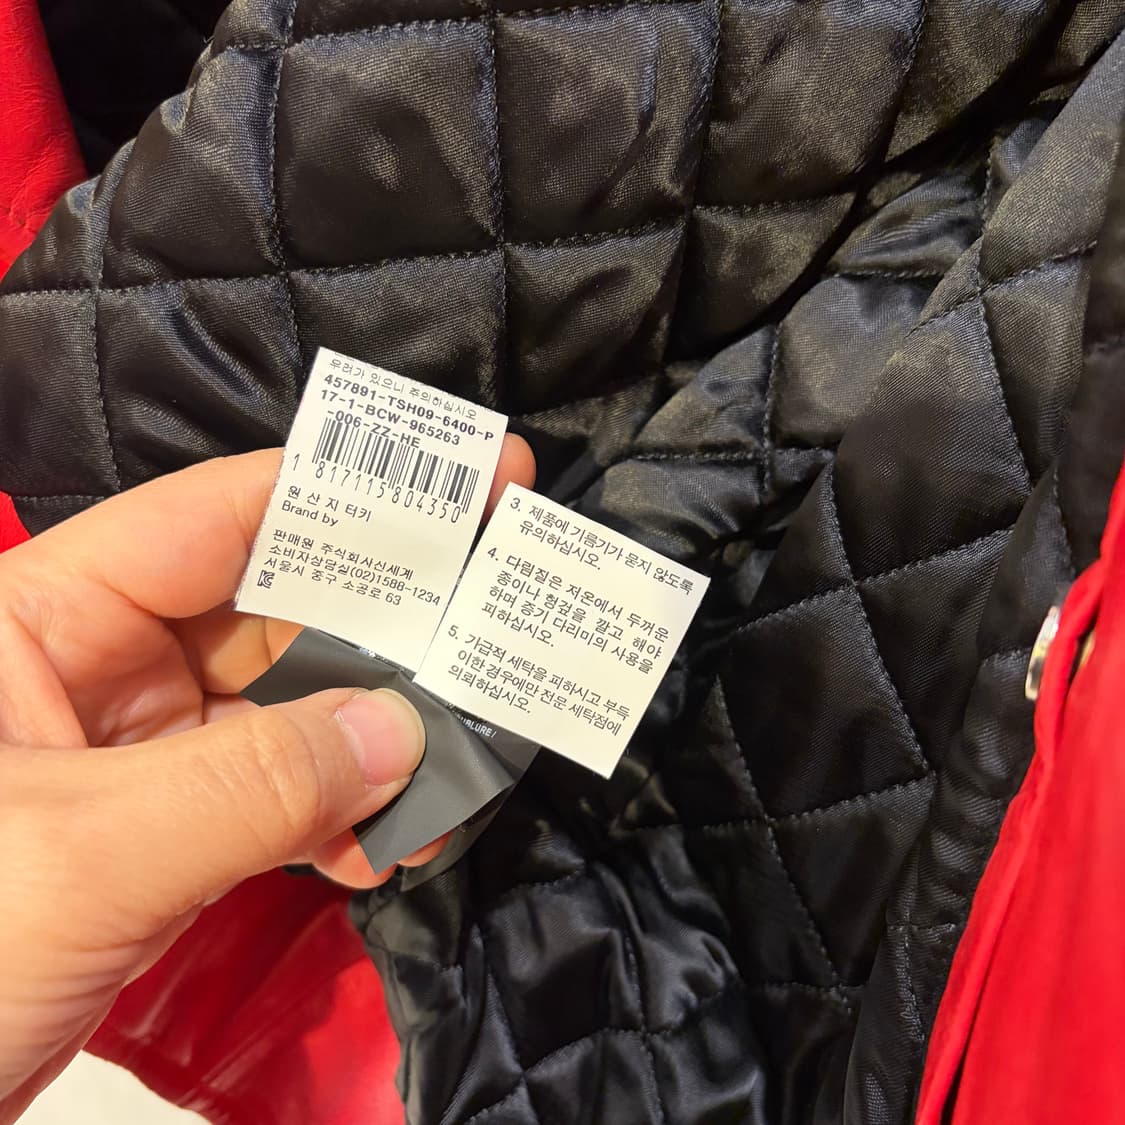 우려가 있으니 주의하십시오
457891-TSH09-6400-P
17-1-BCW-965263
-006-ZZ-HE
1 817115804350
원 산 지 터키
Brand by
판매원 주식회사신세계
소비자상담실(02)1588-1234
서울시 중구 소공로 63
3. 제품에 기름기가 묻지 않도록
유의하십시오.
4. 다림질은 저온에서 두꺼운
종이나 헝겊을 깔고 해야
하며 증기 다리미의 사용을
피하십시오.
5. 가급적 세탁을 피하시고 부득
이한 경우에만 전문 세탁점에
의뢰하십시오.